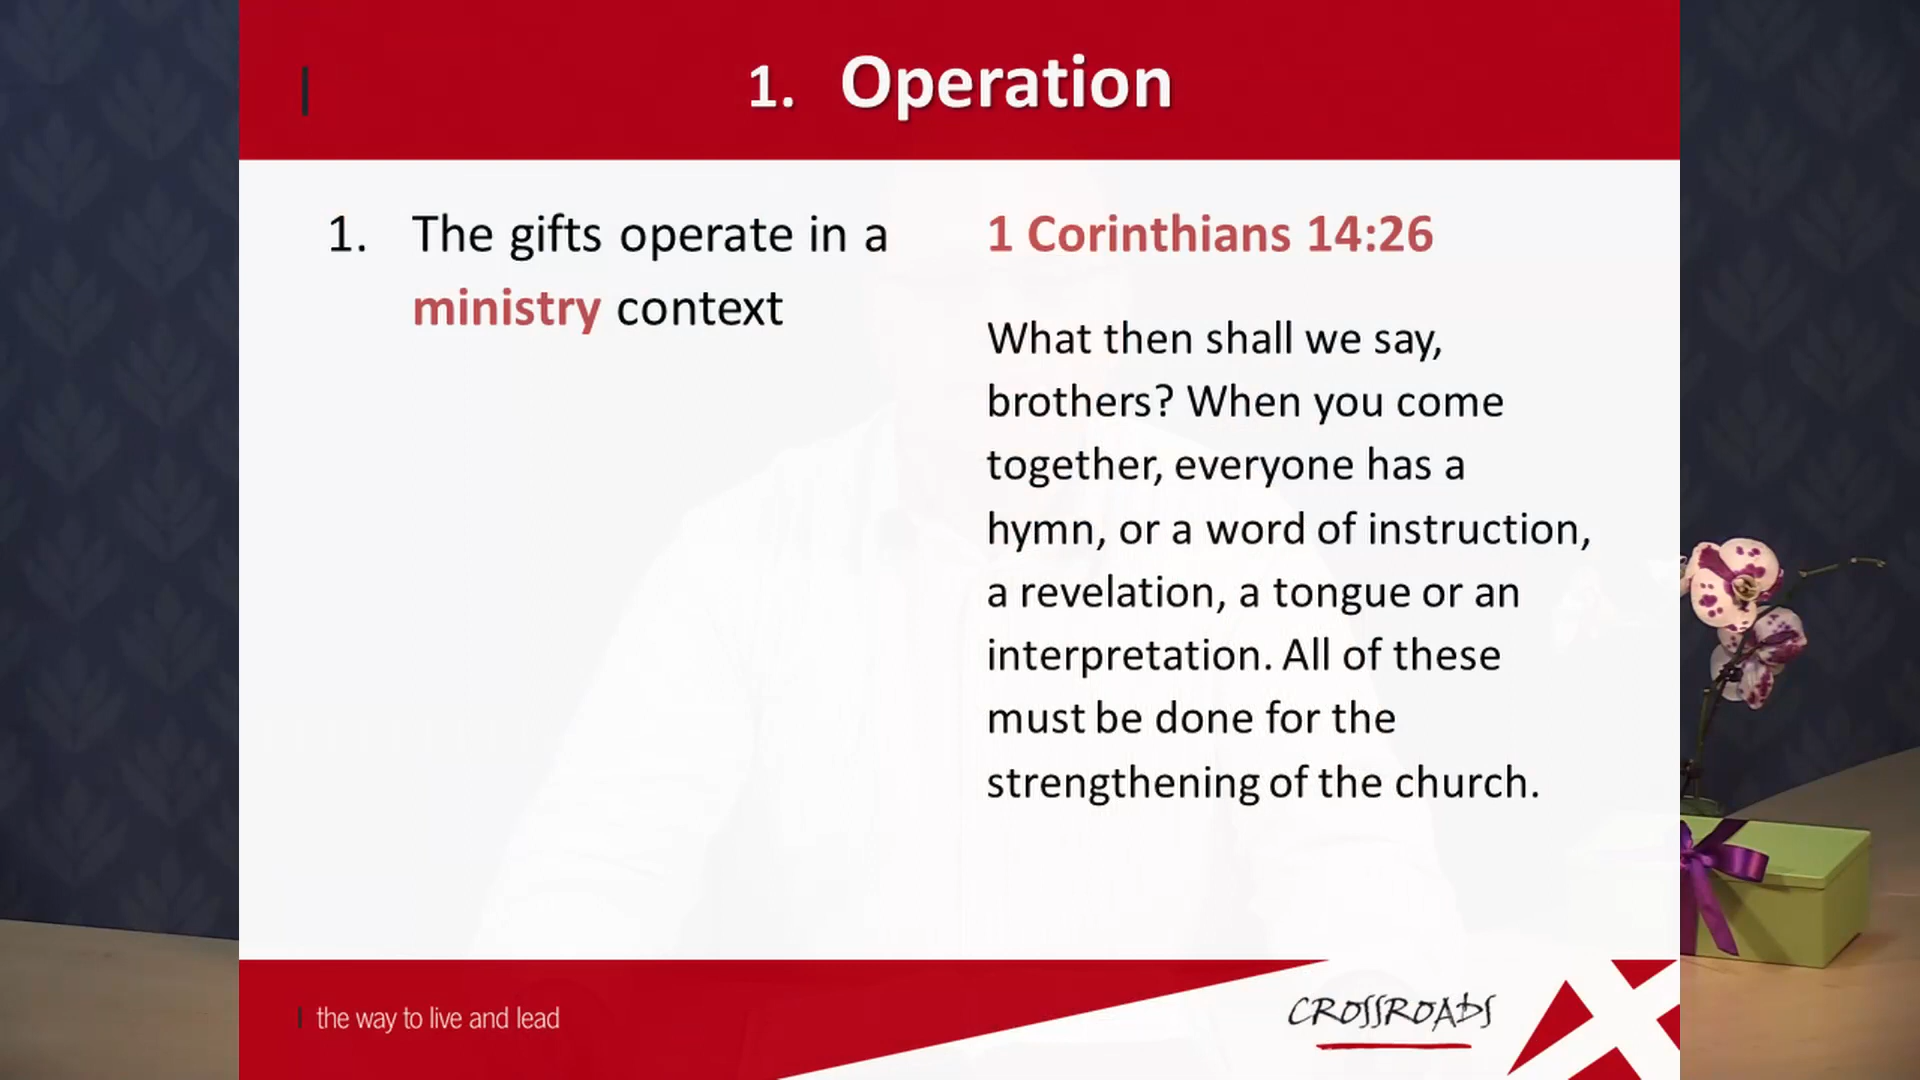 1. Operation
1. The gifts operate in a
ministry context
1 Corinthians 14:26
What then shall we say,
brothers? When you come
together, everyone has a
hymn, or a word of instruction,
a revelation, a tongue or an
interpretation. All of these
must be done for the
strengthening of the church.
the way to live and lead
CROSSROADS